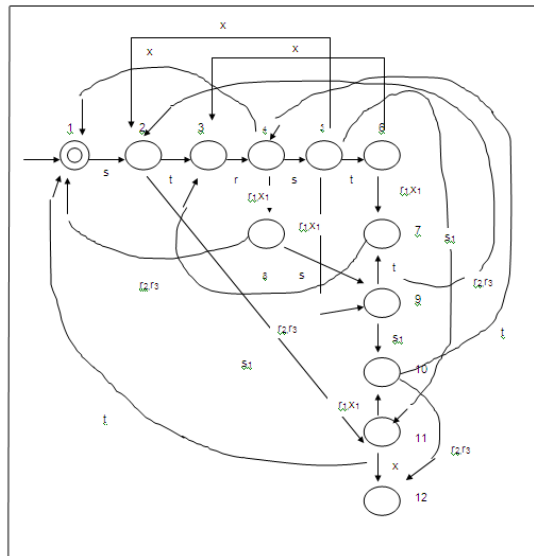 x
x
1 2 3 4 5 6
s t r s t
r1x1 r1x1 r1x1
s1
8 s 7
r2r3 t r2r3
9
r2r3 s1 t
s1
10
r1x1
t 11 r2r3
x
12